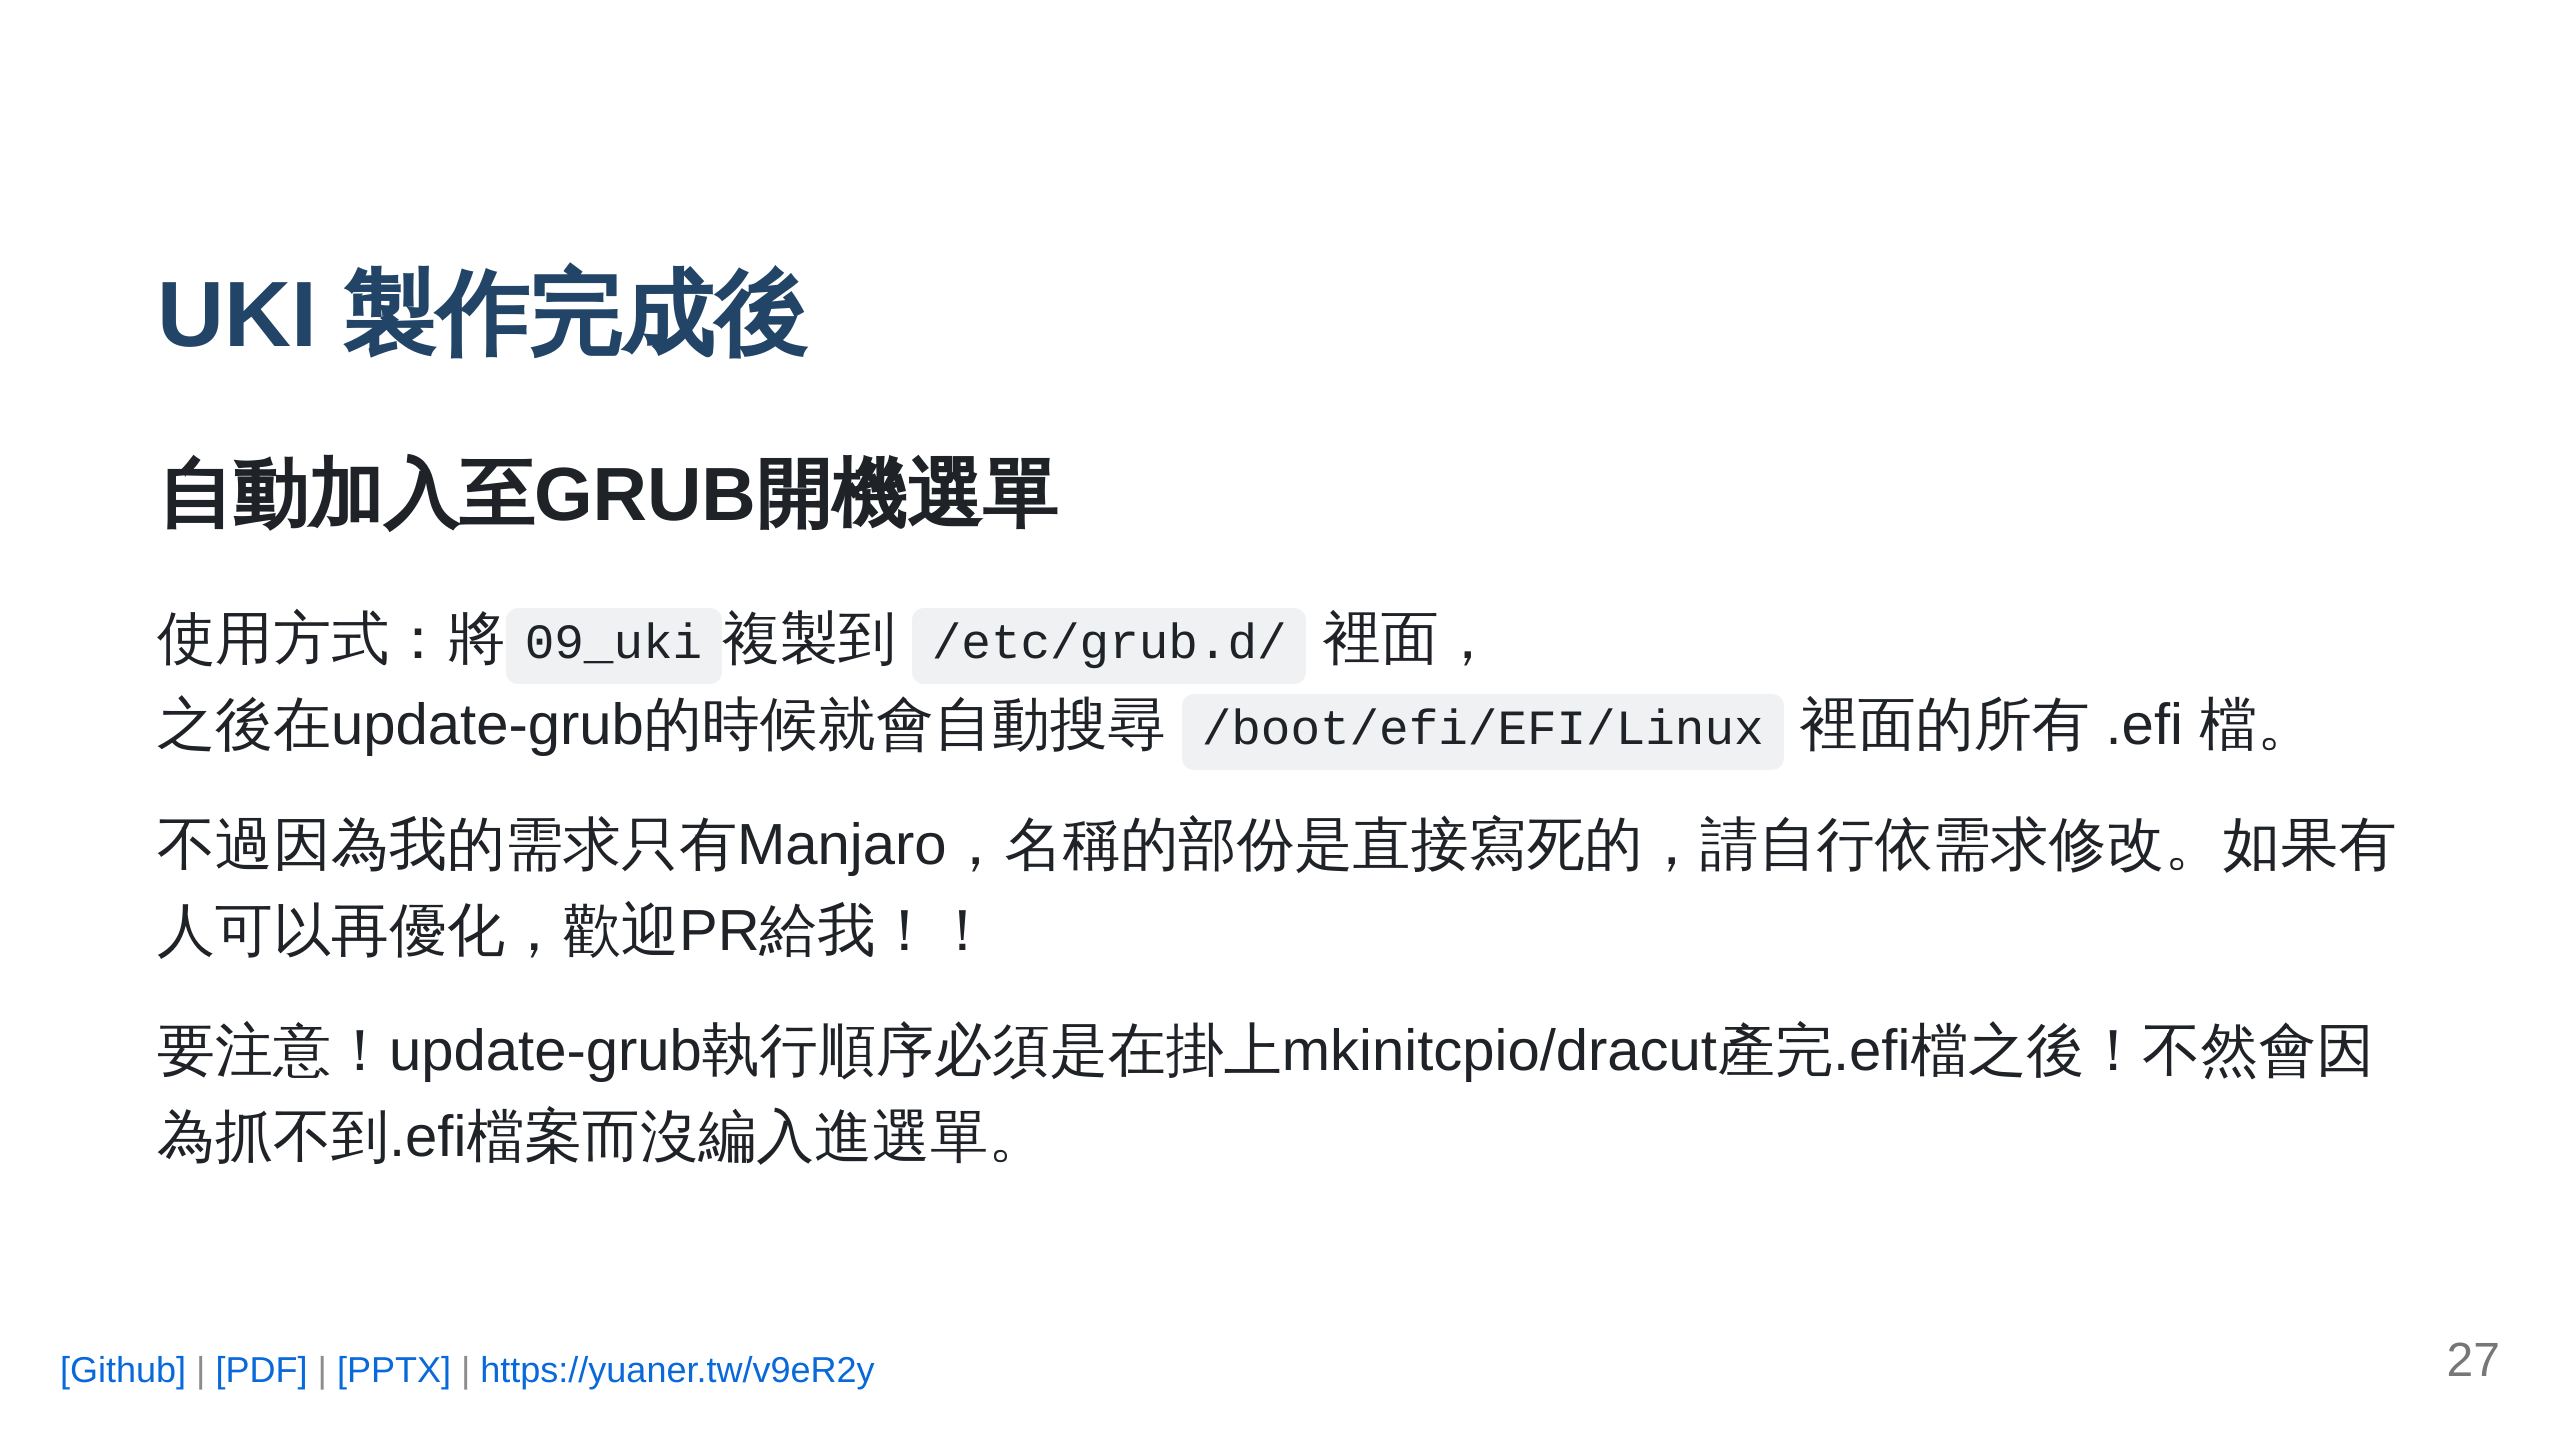 UKI 製作完成後
自動加入至GRUB開機選單
使用方式：將09_uki複製到 /etc/grub.d/ 裡面，
之後在update-grub的時候就會自動搜尋 /boot/efi/EFI/Linux 裡面的所有 .efi 檔。
不過因為我的需求只有Manjaro，名稱的部份是直接寫死的，請自行依需求修改。如果有
人可以再優化，歡迎PR給我！！
要注意！update-grub執行順序必須是在掛上mkinitcpio/dracut產完.efi檔之後！不然會因
為抓不到.efi檔案而沒編入進選單。
[Github] | [PDF] | [PPTX] | https://yuaner.tw/v9eR2y
27